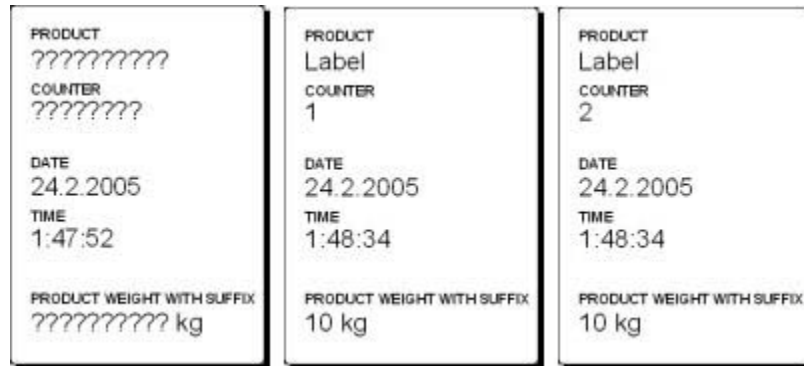 PRODUCT
??????????
COUNTER
????????
DATE
24.2.2005
TIME
1:47:52
PRODUCT WEIGHT WITH SUFFIX
?????????? kg
PRODUCT
Label
COUNTER
1
DATE
24.2.2005
TIME
1:48:34
PRODUCT WEIGHT WITH SUFFIX
10 kg
PRODUCT
Label
COUNTER
2
DATE
24.2.2005
TIME
1:48:34
PRODUCT WEIGHT WITH SUFFIX
10 kg